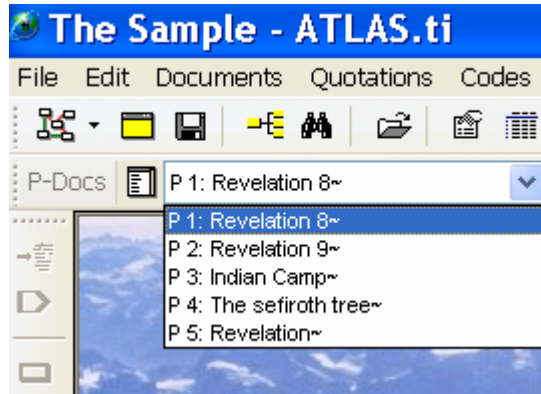 The Sample - ATLAS.ti
File Edit Documents Quotations Codes
P-Docs P 1: Revelation 8~
P 1: Revelation 8~
P 2: Revelation 9~
P 3: Indian Camp~
P 4: The sefiroth tree~
P 5: Revelation~